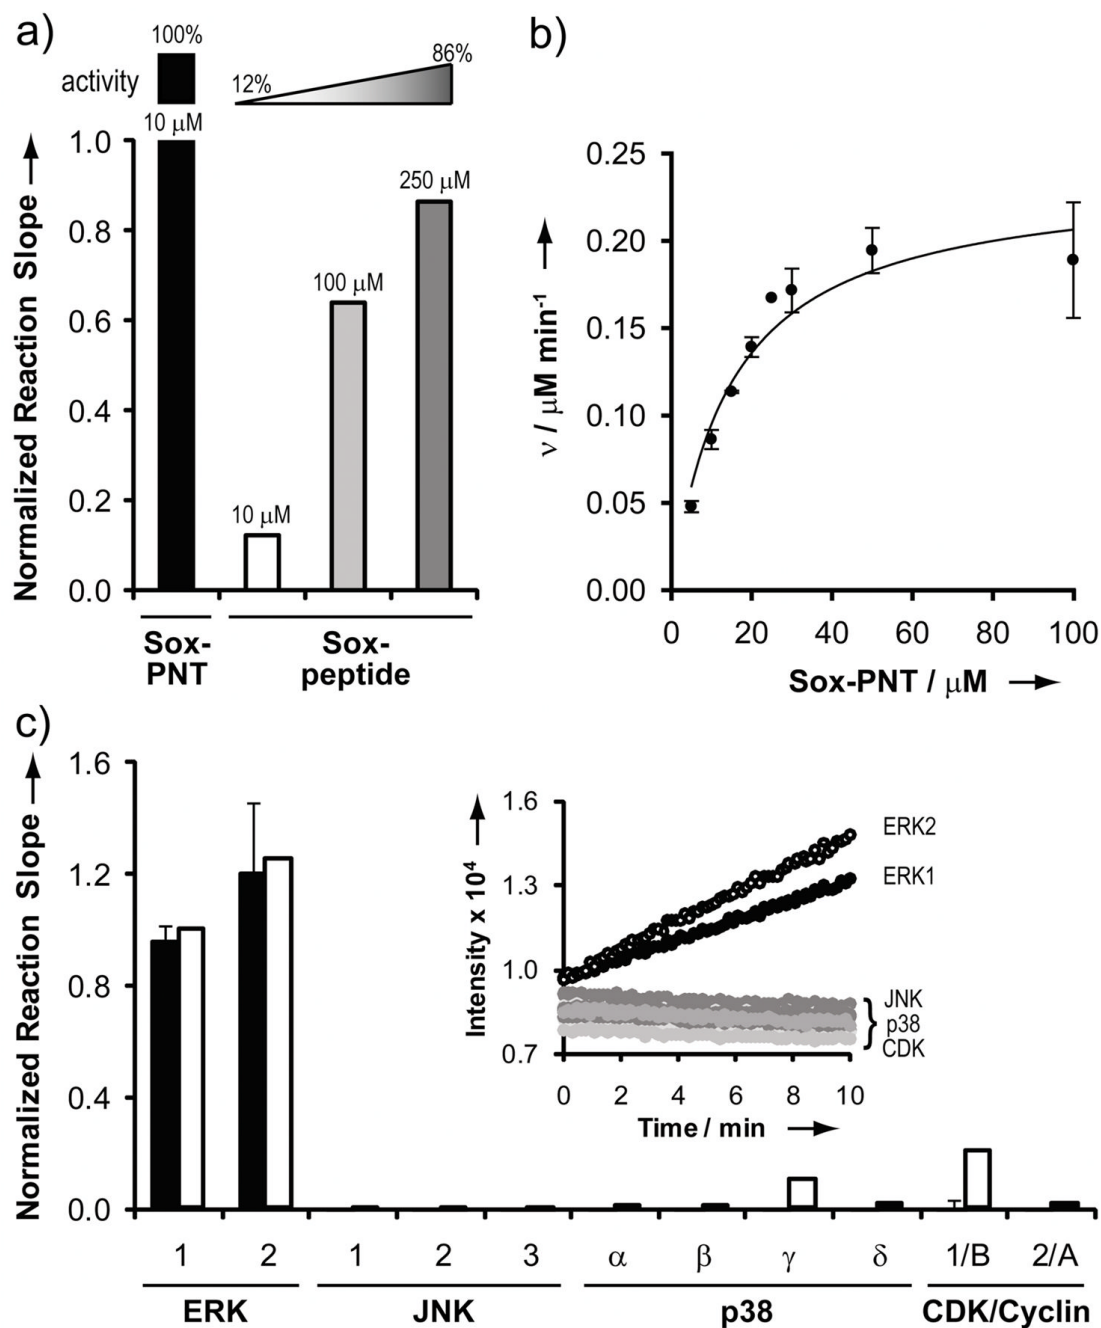 a)
100%
activity
12%
86%
10 μM
Normalized Reaction Slope
1.0
0.8
0.6
0.4
0.2
0.0
10 μM
100 μM
250 μM
Sox-
PNT
Sox-
peptide
b)
ν / μM min-1
0.25
0.20
0.15
0.10
0.05
0.00
0 20 40 60 80 100
Sox-PNT / μM
c)
Normalized Reaction Slope
1.6
1.2
0.8
0.4
0.0
Intensity x 10⁴
1.6
1.3
1.0
0.7
ERK2
ERK1
JNK
p38
CDK
0 2 4 6 8 10
Time / min
1 2 1 2 3 α β γ δ 1/B 2/A
ERK JNK p38 CDK/Cyclin